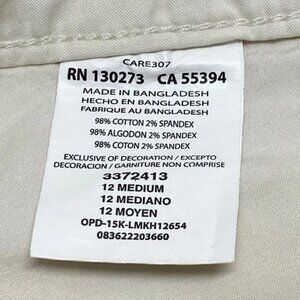 CARE307
RN 130273 CA 55394
MADE IN BANGLADESH
HECHO EN BANGLADESH
FABRIQUE AU BANGLADESH
98% COTTON 2% SPANDEX
98% ALGODON 2% SPANDEX
98% COTON 2% SPANDEX
EXCLUSIVE OF DECORATION / EXCEPTO
DECORACION / GARNITURE NON COMPRISE
3372413
12 MEDIUM
12 MEDIANO
12 MOYEN
OPD-15K-LMKH12654
083622203660